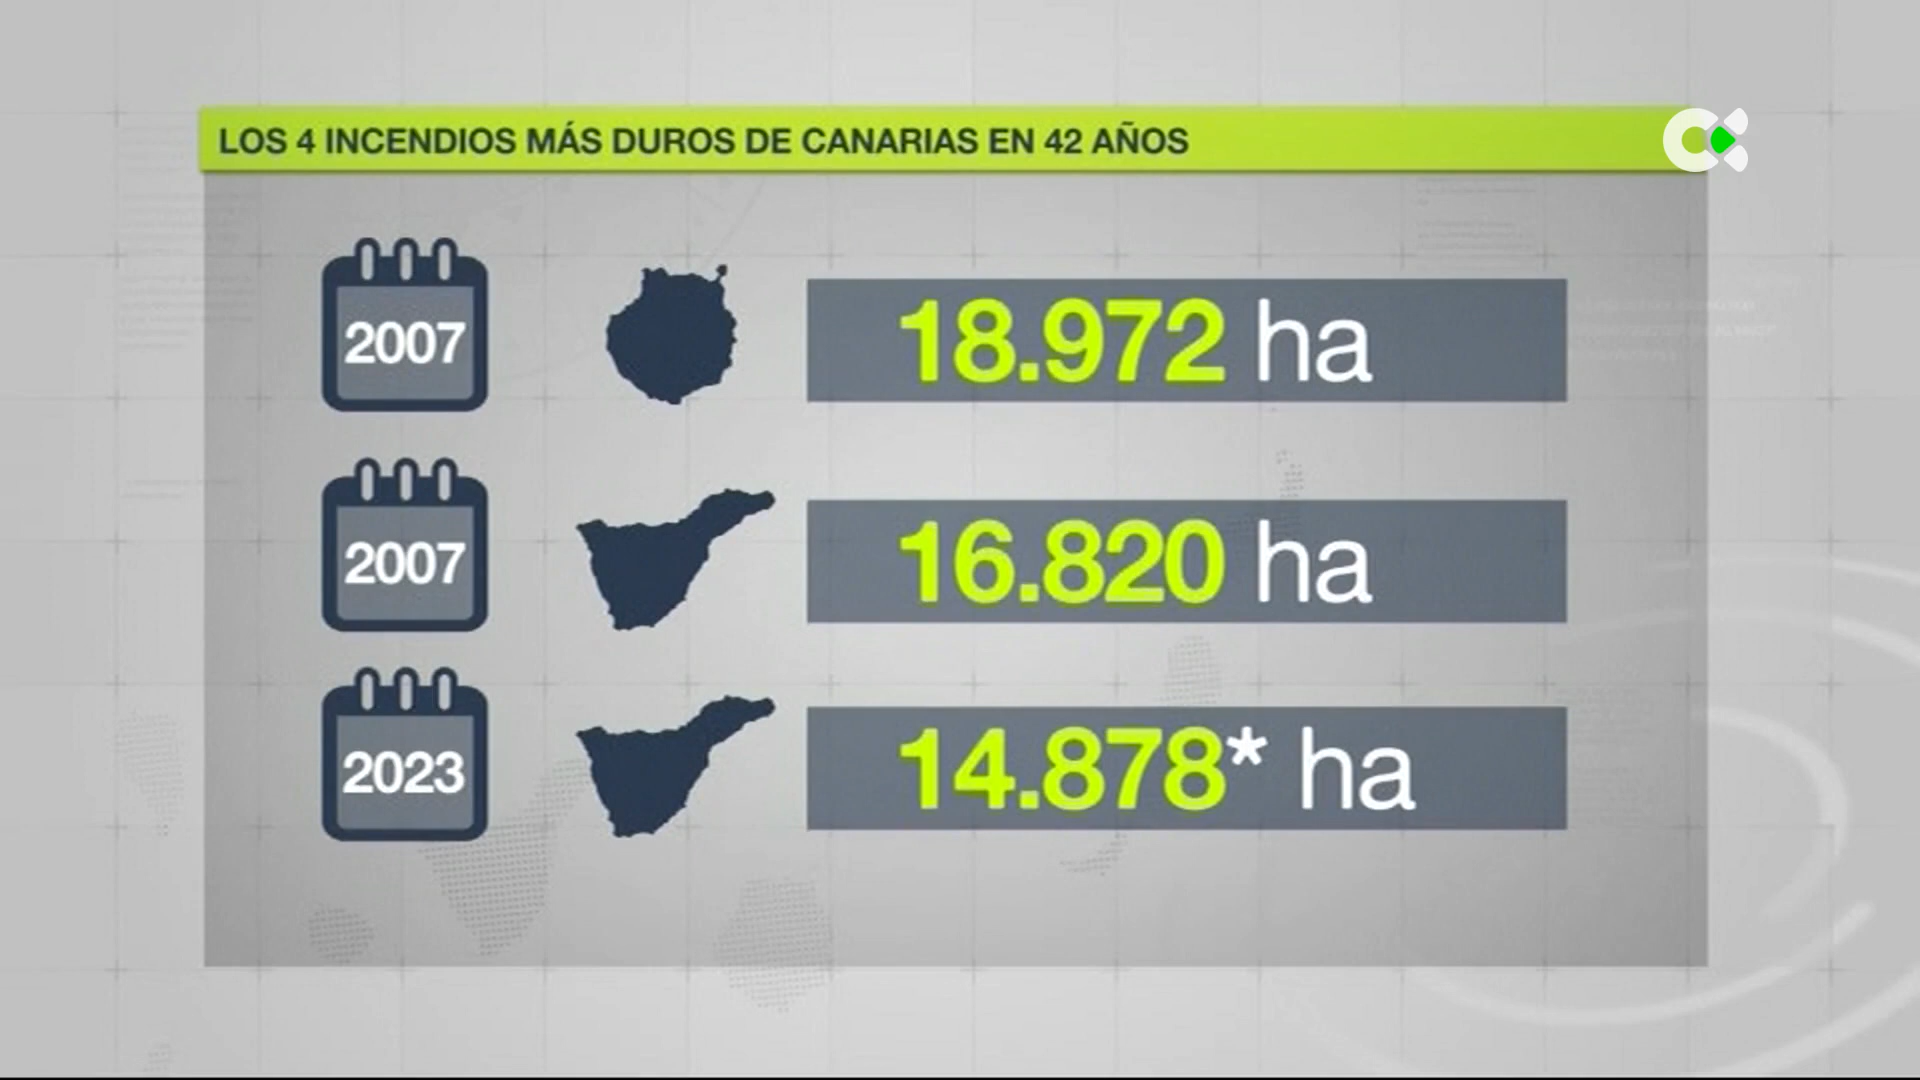 LOS 4 INCENDIOS MÁS DUROS DE CANARIAS EN 42 AÑOS
2007
18.972 ha
2007
16.820 ha
2023
14.878* ha